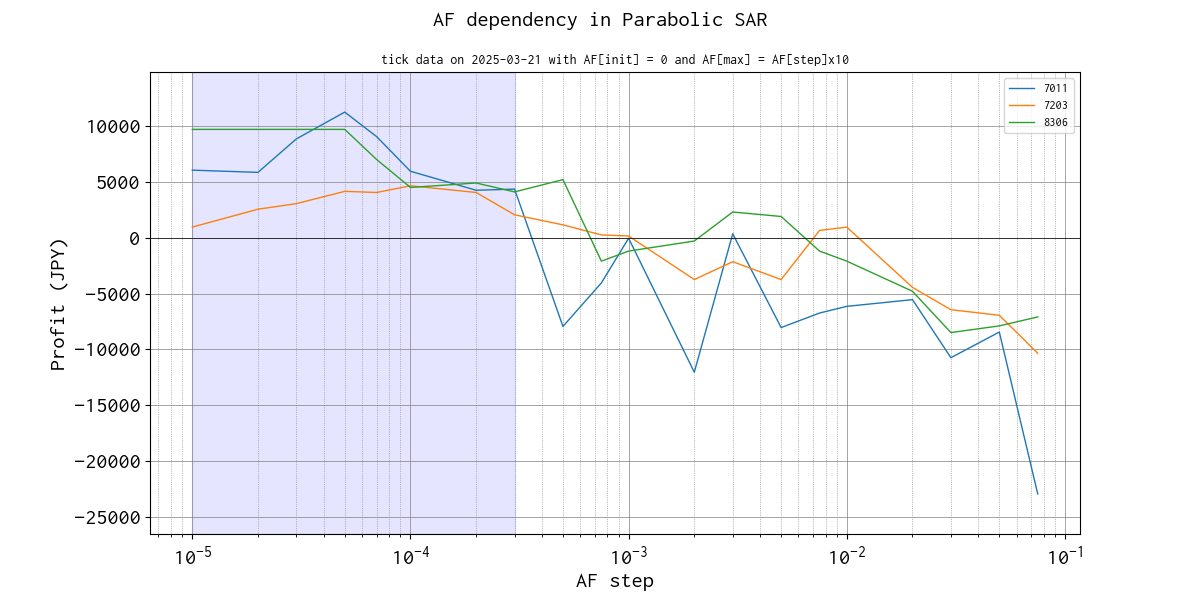 AF dependency in Parabolic SAR
tick data on 2025-03-21 with AF[init] = 0 and AF[max] = AF[step]x10
7011
7203
8306
Profit (JPY)
10000
5000
0
−5000
−10000
−15000
−20000
−25000
10⁻⁵ 10⁻⁴ 10⁻³ 10⁻² 10⁻¹
AF step